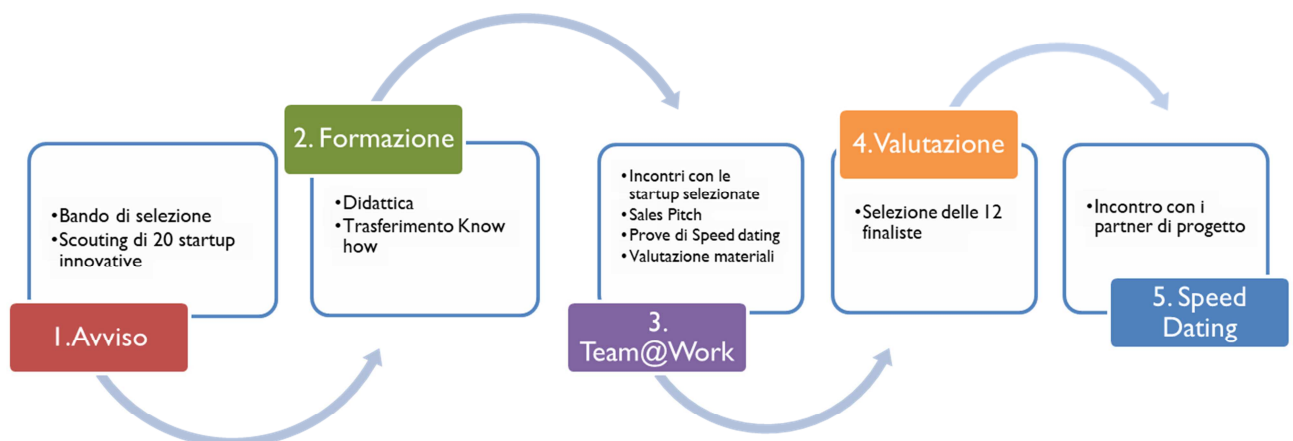 1.Avviso
•Bando di selezione
•Scouting di 20 startup
innovative
2. Formazione
•Didattica
•Trasferimento Know
how
3.
Team@Work
•Incontri con le
startup selezionate
•Sales Pitch
•Prove di Speed dating
•Valutazione materiali
4.Valutazione
•Selezione delle 12
finaliste
5. Speed
Dating
•Incontro con i
partner di progetto